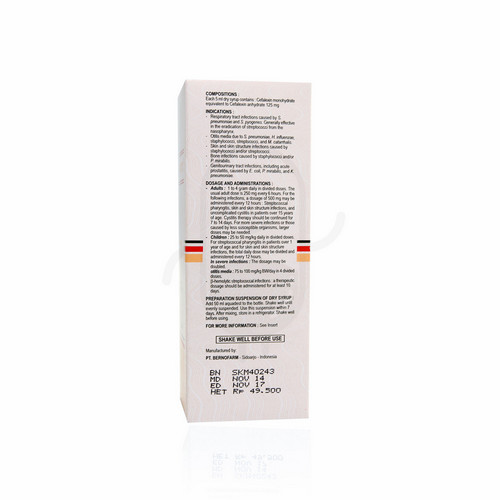 COMPOSITIONS :
Each 5 ml dry syrup contains : Cefalexin monohydrate
equivalent to Cefalexin anhydrate 125 mg
INDICATIONS :
- Respiratory tract infections caused by S.
pneumoniae and S. pyogenes. Generally effective
in the eradication of streptococci from the
nasopharynx
- Otitis media due to S. pneumoniae, H. influenzae,
staphylococci, streptococci, and M. catarrhalis.
- Skin and skin structure infections caused by
staphylococci and/or streptococci.
- Bone infections caused by staphylococci and/or
P. mirabilis.
- Genitourinary tract infections, including acute
prostatitis, caused by E. coli, P. mirabilis, and K.
pneumoniae.
DOSAGE AND ADMINISTRATIONS :
- Adults : 1 to 4 gram daily in divided doses. The
usual adult dose is 250 mg every 6 hours. For the
following infections, a dosage of 500 mg may be
administered every 12 hours : Streptococcal
pharyngitis, skin and skin structure infections, and
uncomplicated cystitis in patients over 15 years
of age. Cystitis therapy should be continued for
7 to 14 days. For more severe infections or those
caused by less susceptible organisms, larger
doses may be needed.
- Children : 25 to 50 mg/kg daily in divided doses.
For streptococcal pharyngitis in patients over 1
year of age and for skin and skin structure
infections, the total daily dose may be divided and
administered every 12 hours.
In severe infections : The dosage may be
doubled.
otitis media : 75 to 100 mg/kg BW/day in 4 divided
doses.
- β-hemolytic streptococcal infections : a therapeutic
dosage should be administered for at least 10
days.
PREPARATION SUSPENSION OF DRY SYRUP :
Add 50 ml aquadest to the bottle. Shake well until
evenly suspended. Use this suspension within 7
days. After mixing, store in a refrigerator. Shake well
before using.
FOR MORE INFORMATION : See Insert
SHAKE WELL BEFORE USE
Manufactured by :
PT. BERNOFARM - Sidoarjo - Indonesia
BN SKM40243
MD NOV 14
ED NOV 17
HET Rp 49.500